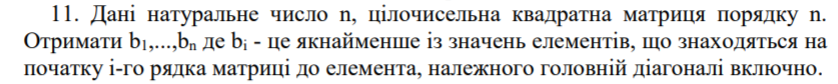 11. Дані натуральне число n, цілочисельна квадратна матриця порядку n.
Отримати b1,...,bn де bi - це якнайменше із значень елементів, що знаходяться на
початку і-го рядка матриці до елемента, належного головній діагоналі включно.